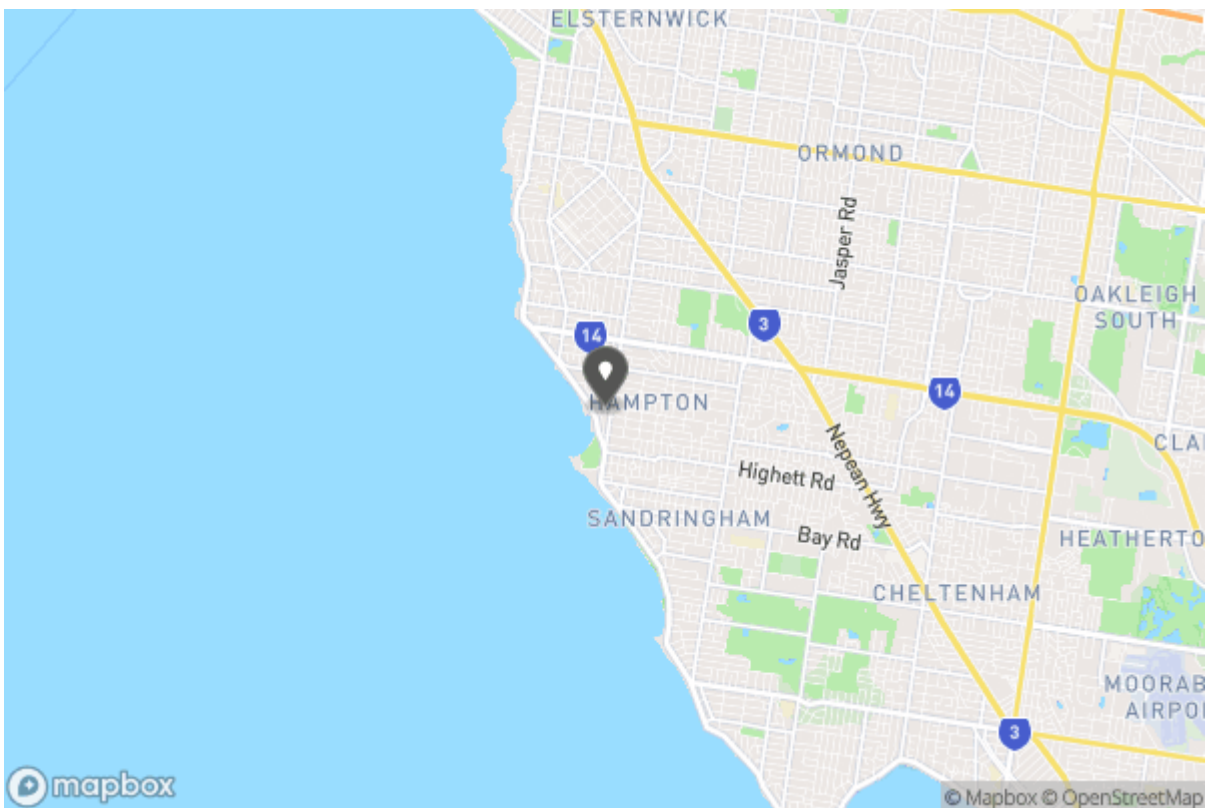 ELSTERNWICK
ORMOND
Jasper Rd
OAKLEIGH
SOUTH
3
14
14
HAMPTON
CLA
Nepean Hwy
Highett Rd
SANDRINGHAM
Bay Rd
HEATHERTO
CHELTENHAM
MOORAB
AIRPO
3
mapbox
© Mapbox © OpenStreetMap